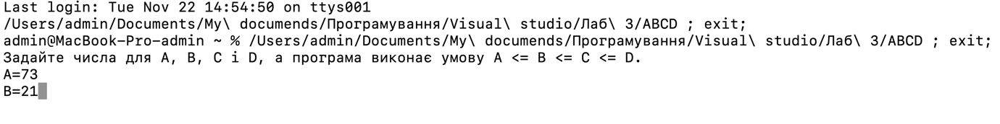 Last login: Tue Nov 22 14:54:50 on ttys001
/Users/admin/Documents/My\ documends/Програмування/Visual\ studio/Лаб\ 3/ABCD ; exit;
admin@MacBook-Pro-admin ~ % /Users/admin/Documents/My\ documends/Програмування/Visual\ studio/Лаб\ 3/ABCD ; exit;
Задайте числа для A, B, C і D, а програма виконає умову A <= B <= C <= D.
A=73
B=21